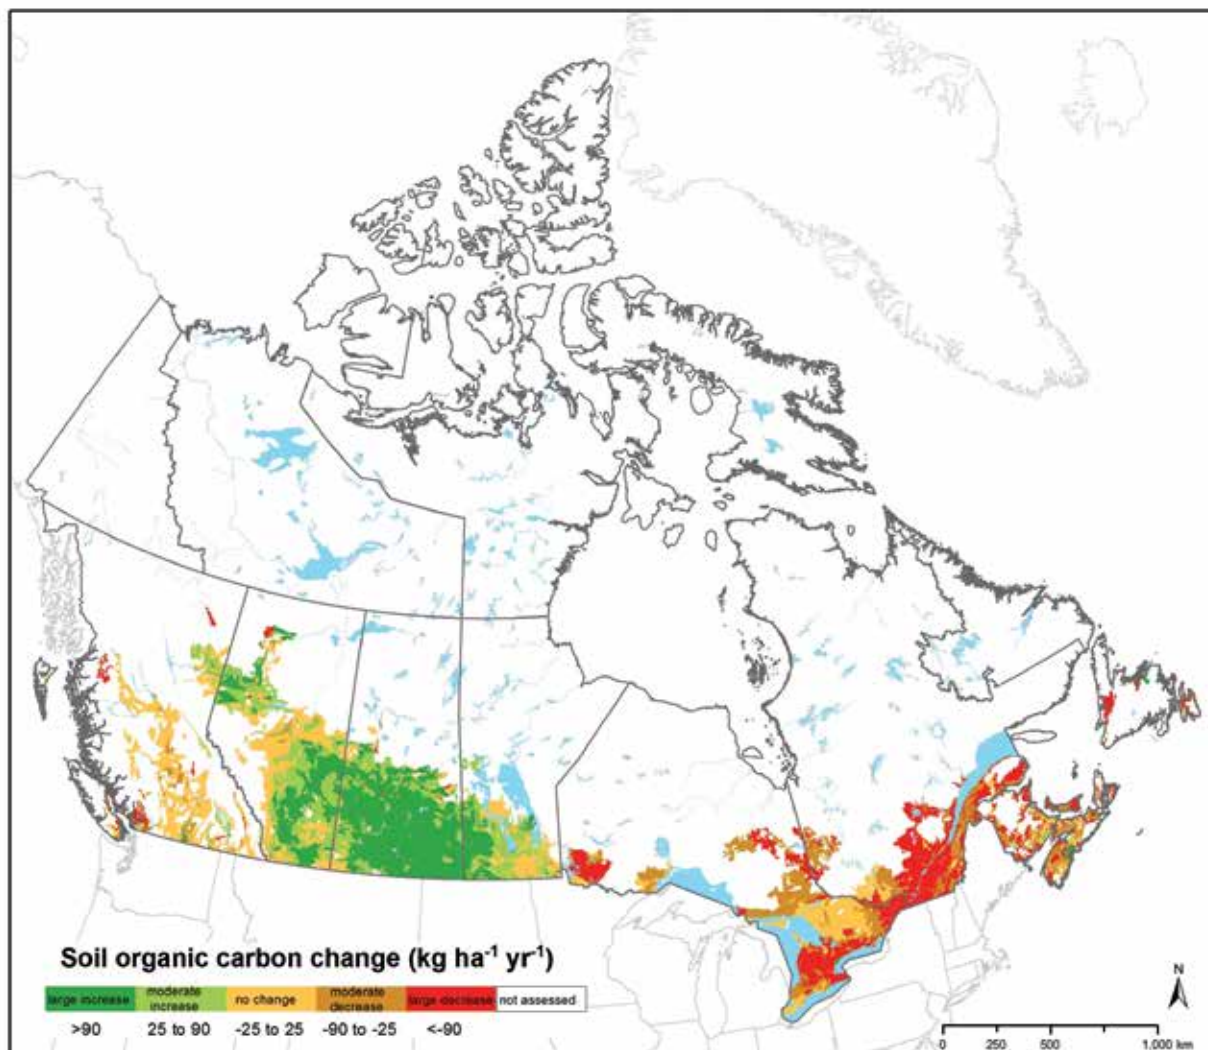 Soil organic carbon change (kg ha⁻¹ yr⁻¹)
large increase
moderate increase
no change
moderate decrease
large decrease
not assessed
>90
25 to 90
-25 to 25
-90 to -25
<-90
N
0 250 500 1,000 km